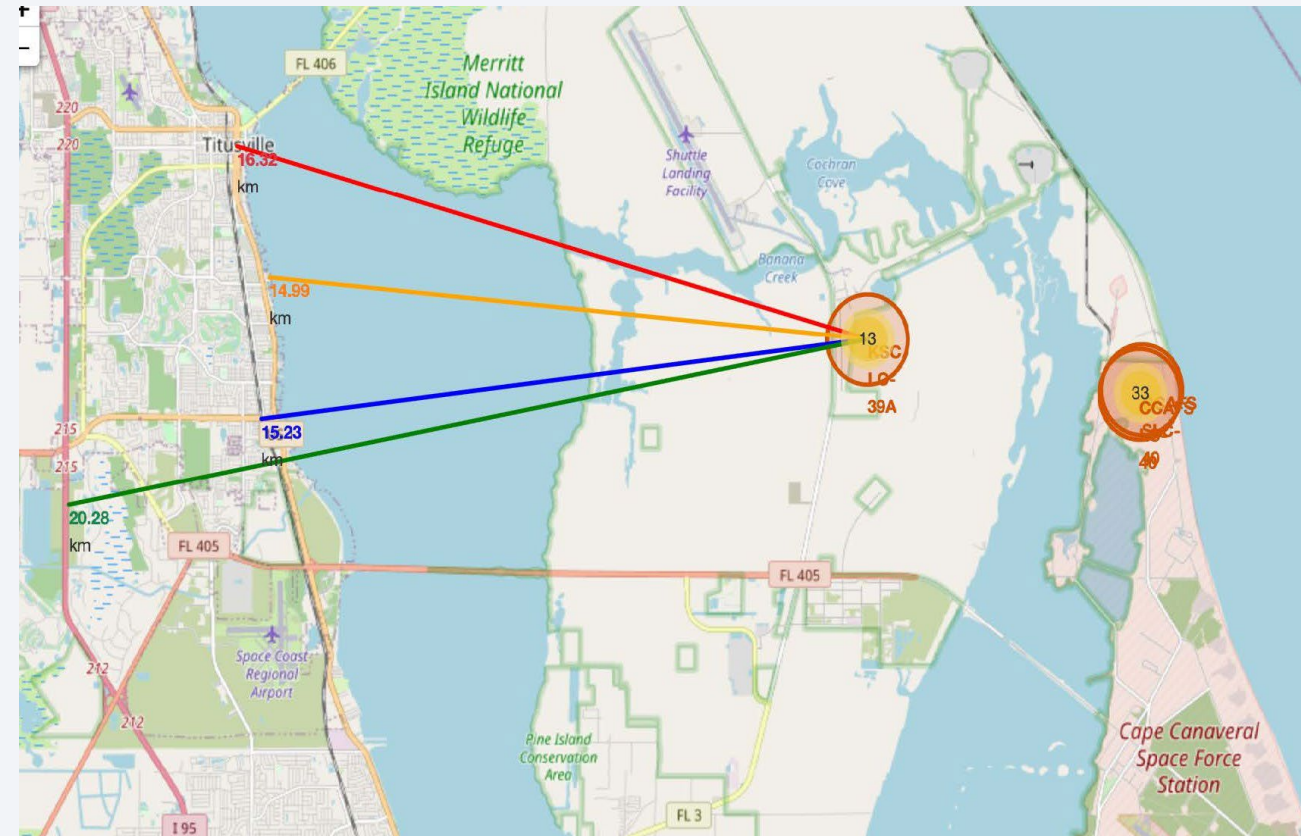 +
−
FL 406
Merritt
Island National
Wildlife
Refuge
220
220
Titusville
16.32
km
Shuttle
Landing
Facility
Cochran
Cove
Banana
Creek
14.99
km
13
KSC
LC-
39A
33
CCAFS
SLC-
40
215
215
15.23
km
20.28
km
FL 405
FL 405
Space Coast
Regional
Airport
212
212
Pine Island
Conservation
Area
Cape Canaveral
Space Force
Station
FL 3
I 95